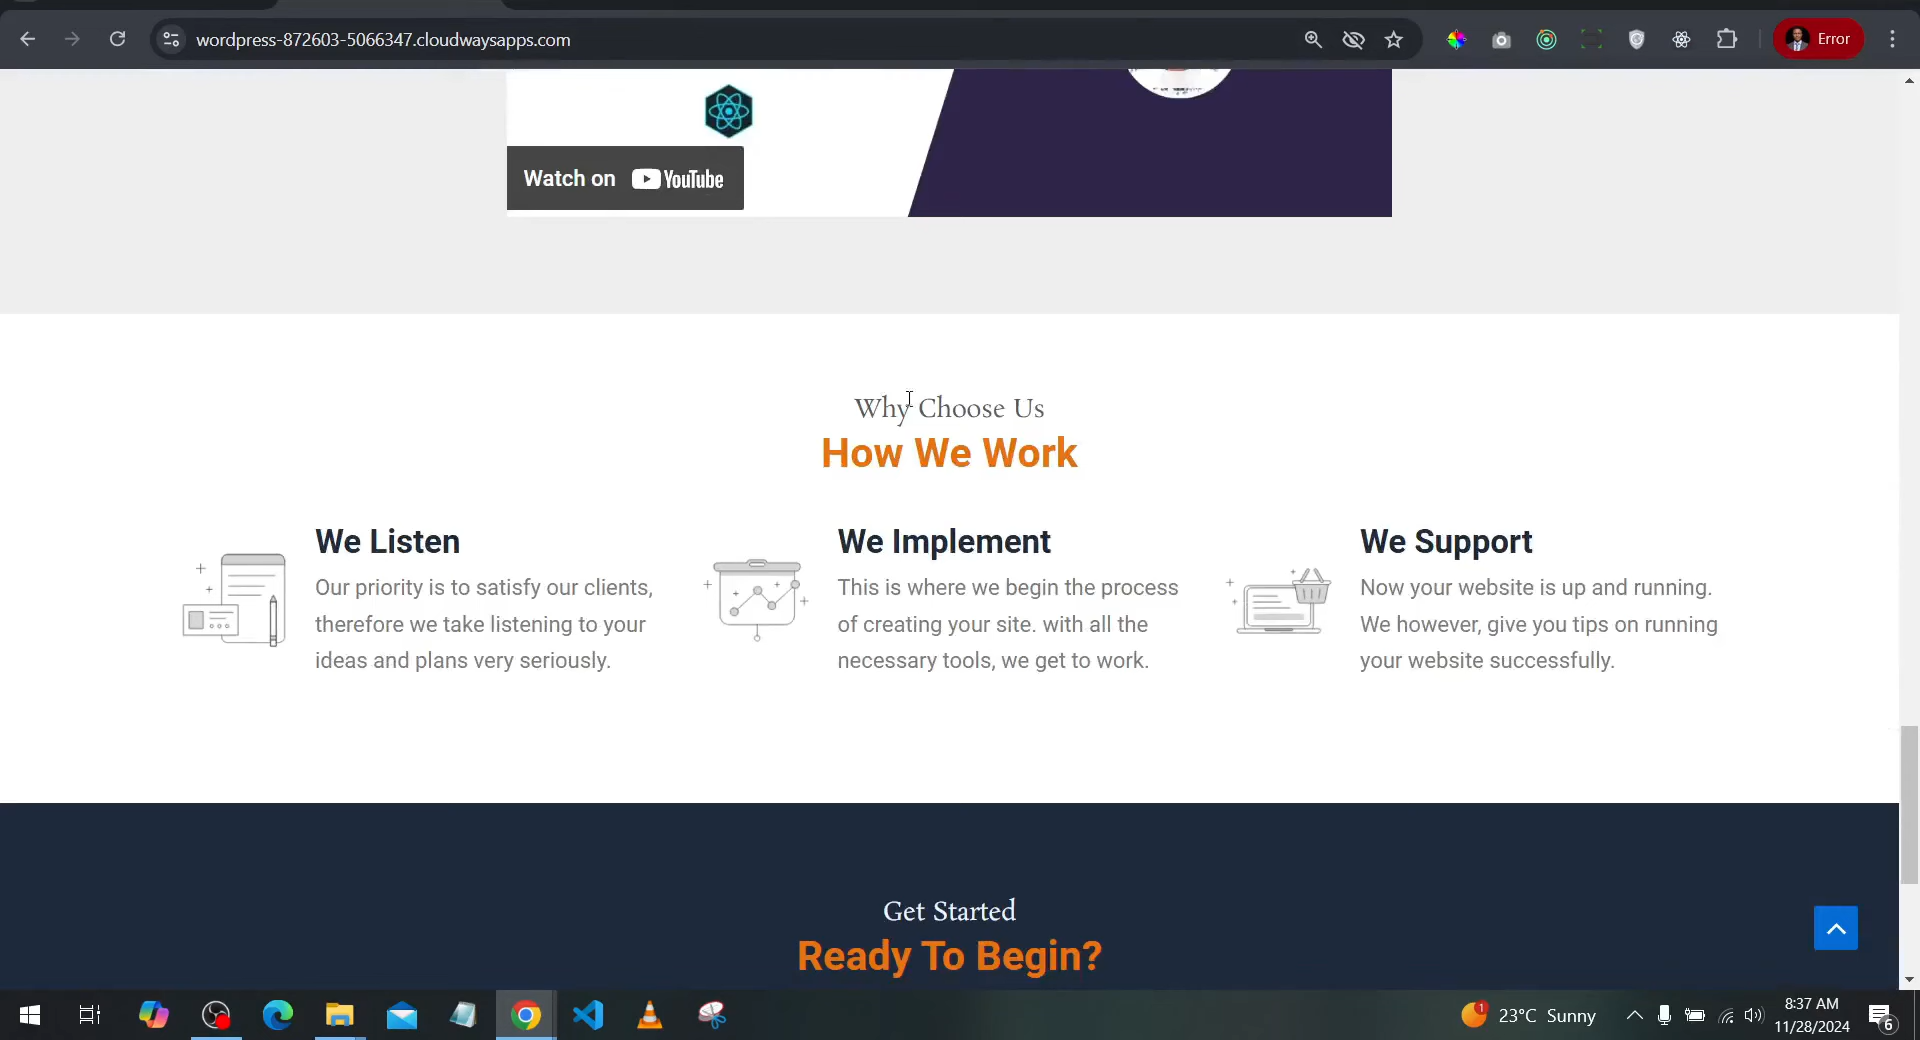 wordpress-872603-5066347.cloudwaysapps.com
Error
Watch on YouTube
Why Choose Us
How We Work
We Listen
Our priority is to satisfy our clients,
therefore we take listening to your
ideas and plans very seriously.
We Implement
This is where we begin the process
of creating your site. with all the
necessary tools, we get to work.
We Support
Now your website is up and running.
We however, give you tips on running
your website successfully.
Get Started
Ready To Begin?
1
23°C Sunny
8:37 AM
11/28/2024
6